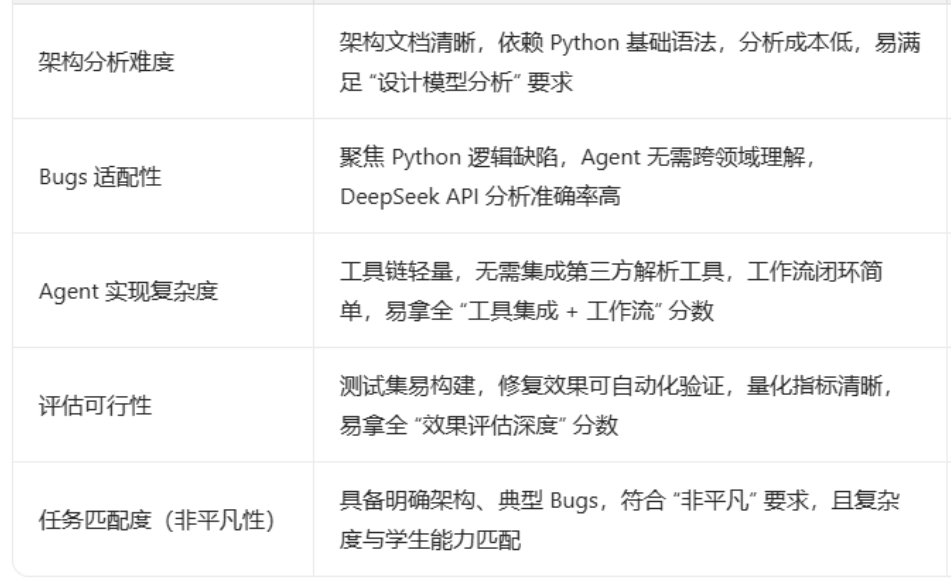 架构分析难度
架构文档清晰，依赖 Python 基础语法，分析成本低，易满
足 “设计模型分析” 要求
Bugs 适配性
聚焦 Python 逻辑缺陷，Agent 无需跨领域理解，
DeepSeek API 分析准确率高
Agent 实现复杂度
工具链轻量，无需集成第三方解析工具，工作流闭环简
单，易拿全 “工具集成 + 工作流” 分数
评估可行性
测试集易构建，修复效果可自动化验证，量化指标清晰，
易拿全 “效果评估深度” 分数
任务匹配度（非平凡性）
具备明确架构、典型 Bugs，符合 “非平凡” 要求，且复杂
度与学生能力匹配